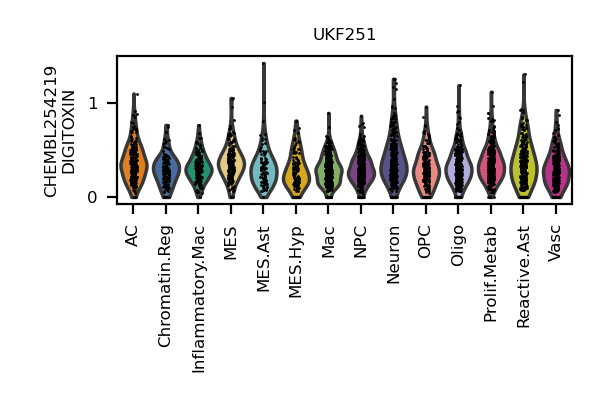 UKF251
CHEMBL254219
DIGITOXIN
1
0
AC
Chromatin.Reg
Inflammatory.Mac
MES
MES.Ast
MES.Hyp
Mac
NPC
Neuron
OPC
Oligo
Prolif.Metab
Reactive.Ast
Vasc